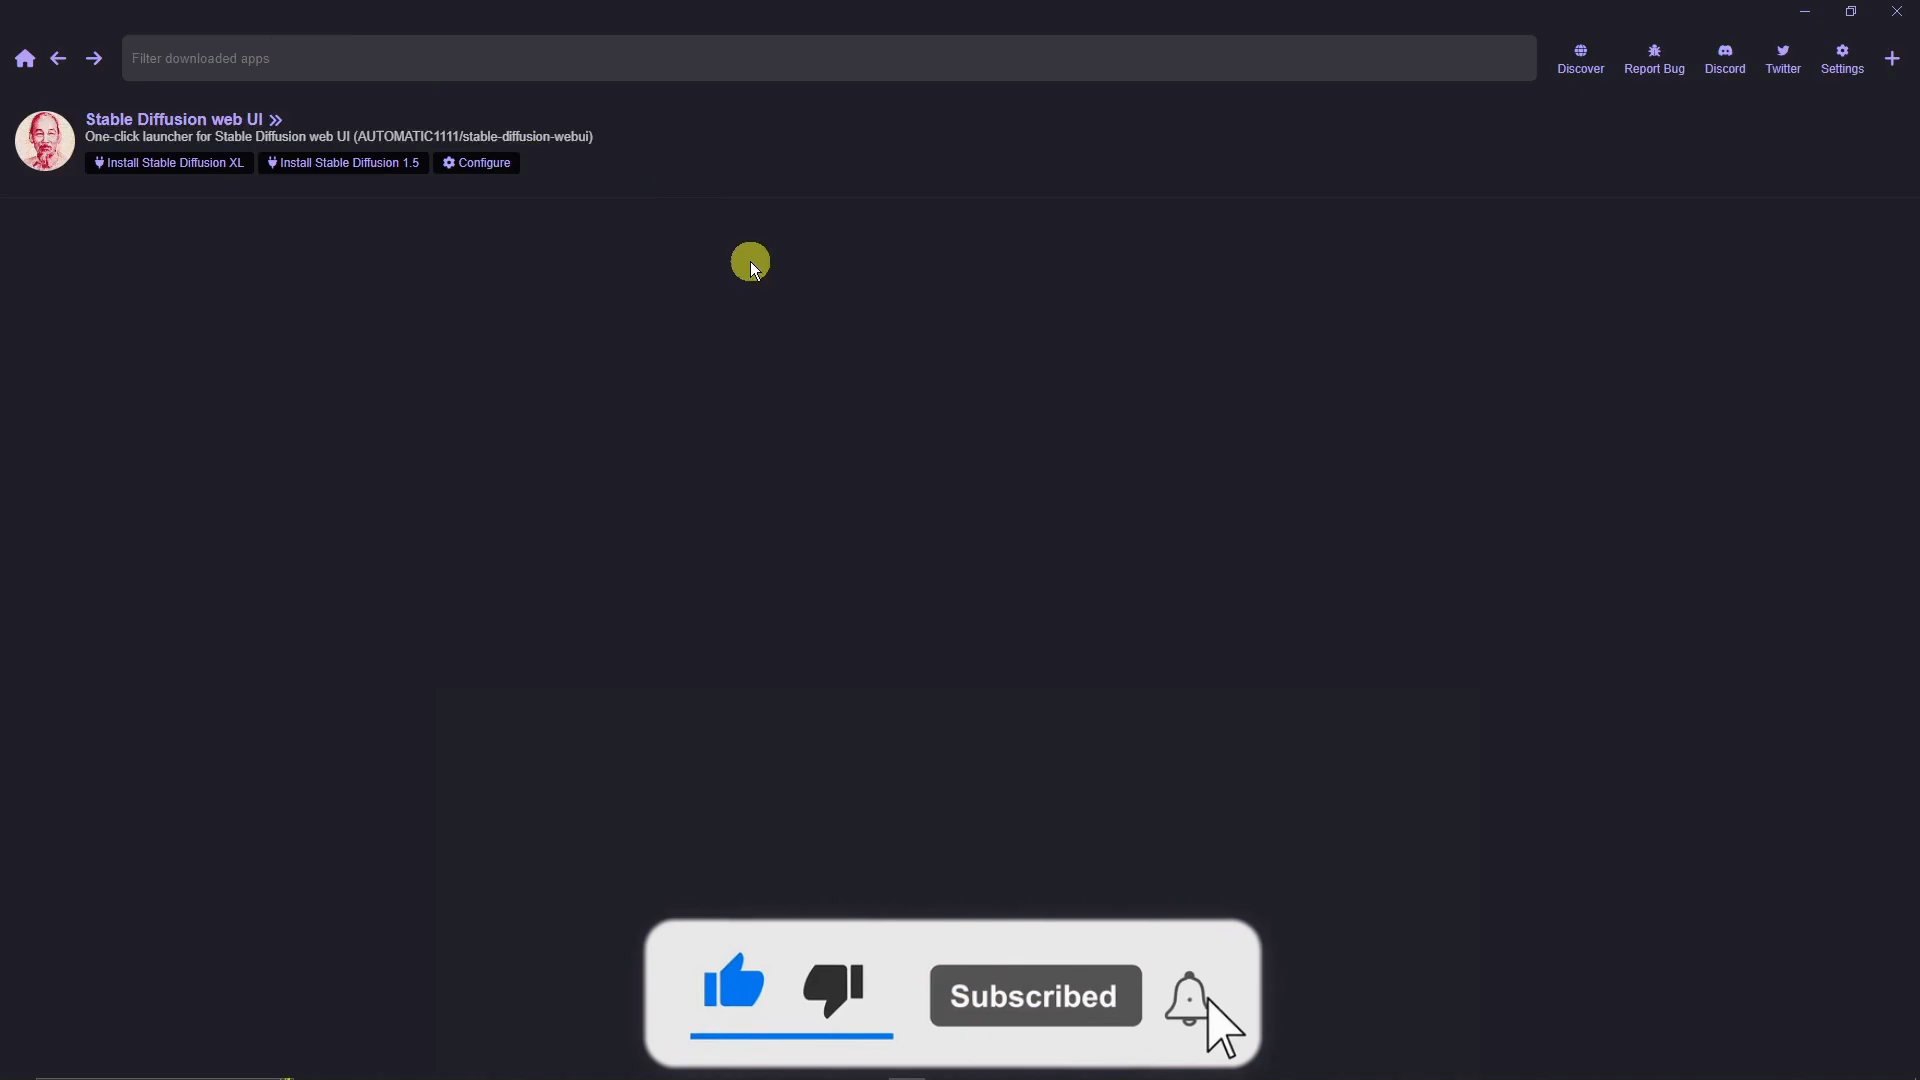 Filter downloaded apps
Discover
Report Bug
Discord
Twitter
Settings
Stable Diffusion web UI
One-click launcher for Stable Diffusion web UI (AUTOMATIC1111/stable-diffusion-webui)
Install Stable Diffusion XL
Install Stable Diffusion 1.5
Configure
Subscribed